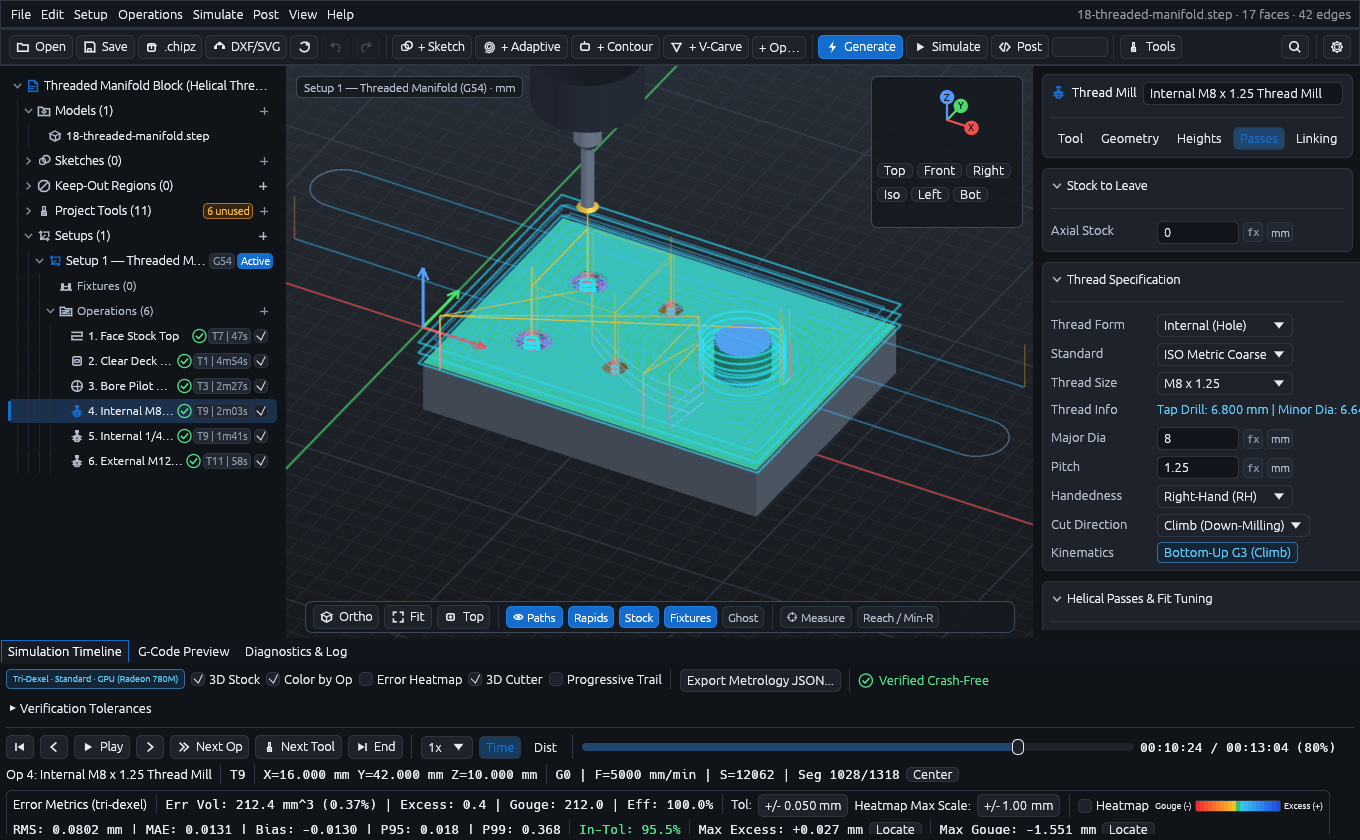 File Edit Setup Operations Simulate Post View Help
18-threaded-manifold.step · 17 faces · 42 edges
Open Save .chipz DXF/SVG + Sketch + Adaptive + Contour + V-Carve + Op... Generate Simulate Post Tools
Threaded Manifold Block (Helical Thre...
Models (1) +
18-threaded-manifold.step
Sketches (0) +
Keep-Out Regions (0) +
Project Tools (11) 6 unused +
Setups (1) +
Setup 1 — Threaded M... G54 Active
Fixtures (0)
Operations (6) +
1. Face Stock Top T7 | 47s
2. Clear Deck ... T1 | 4m54s
3. Bore Pilot ... T3 | 2m27s
4. Internal M8... T9 | 2m03s
5. Internal 1/4... T9 | 1m41s
6. External M12... T11 | 58s
Setup 1 — Threaded Manifold (G54) · mm
Z
Y
X
Top Front Right
Iso Left Bot
Ortho Fit Top Paths Rapids Stock Fixtures Ghost Measure Reach / Min-R
Thread Mill Internal M8 x 1.25 Thread Mill
Tool Geometry Heights Passes Linking
Stock to Leave
Axial Stock 0 fx mm
Thread Specification
Thread Form Internal (Hole)
Standard ISO Metric Coarse
Thread Size M8 x 1.25
Thread Info Tap Drill: 6.800 mm | Minor Dia: 6.64
Major Dia 8 fx mm
Pitch 1.25 fx mm
Handedness Right-Hand (RH)
Cut Direction Climb (Down-Milling)
Kinematics Bottom-Up G3 (Climb)
Helical Passes & Fit Tuning
Simulation Timeline G-Code Preview Diagnostics & Log
Tri-Dexel · Standard · GPU (Radeon 780M) 3D Stock Color by Op Error Heatmap 3D Cutter Progressive Trail Export Metrology JSON... Verified Crash-Free
Verification Tolerances
Play Next Op Next Tool End 1x Time Dist 00:10:24 / 00:13:04 (80%)
Op 4: Internal M8 x 1.25 Thread Mill T9 X=16.000 mm Y=42.000 mm Z=10.000 mm G0 | F=5000 mm/min | S=12062 | Seg 1028/1318 Center
Error Metrics (tri-dexel) Err Vol: 212.4 mm^3 (0.37%) | Excess: 0.4 | Gouge: 212.0 | Eff: 100.0% Tol: +/- 0.050 mm Heatmap Max Scale: +/- 1.00 mm Heatmap Gouge (-) Excess (+)
RMS: 0.0802 mm | MAE: 0.0131 | Bias: -0.0130 | P95: 0.018 | P99: 0.368 In-Tol: 95.5% Max Excess: +0.027 mm Locate Max Gouge: -1.551 mm Locate